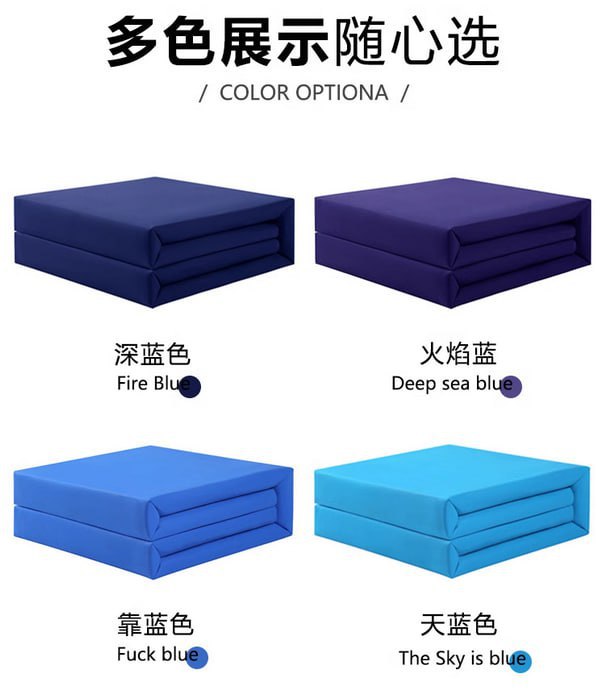 多色展示随心选
/ COLOR OPTIONA /
深蓝色
Fire Blue
火焰蓝
Deep sea blue
靠蓝色
Fuck blue
天蓝色
The Sky is blue